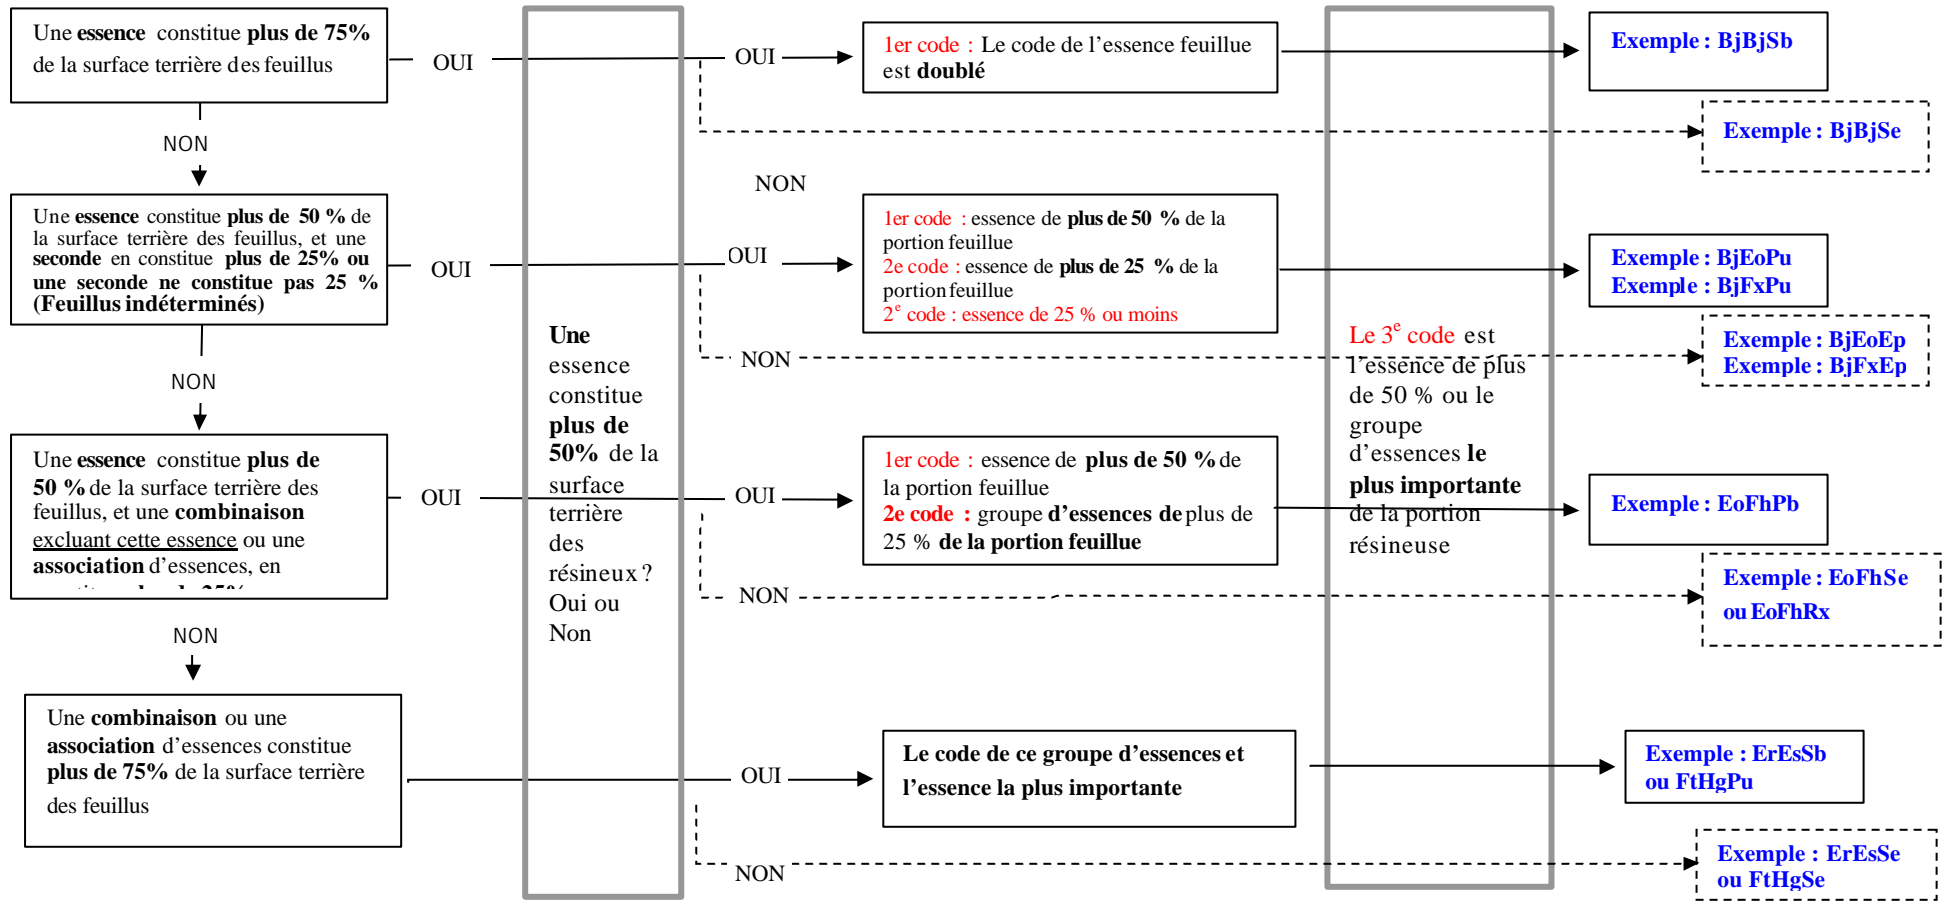 Une essence constitue plus de 75%
de la surface terrière des feuillus
OUI
OUI
1er code : Le code de l'essence feuillue
est doublé
Exemple : BjBjSb
Exemple : BjBjSe
NON
NON
Une essence constitue plus de 50 % de
la surface terrière des feuillus, et une
seconde en constitue plus de 25% ou
une seconde ne constitue pas 25 %
(Feuillus indéterminés)
OUI
OUI
1er code : essence de plus de 50 % de la
portion feuillue
2e code : essence de plus de 25 % de la
portion feuillue
2e code : essence de 25 % ou moins
Exemple : BjEoPu
Exemple : BjFxPu
NON
Exemple : BjEoEp
Exemple : BjFxEp
NON
Une
essence
constitue
plus de
50% de la
surface
terrière
des
résineux ?
Oui ou
Non
Le 3e code est
l'essence de plus
de 50 % ou le
groupe
d'essences le
plus importante
de la portion
résineuse
Une essence constitue plus de
50 % de la surface terrière des
feuillus, et une combinaison
excluant cette essence ou une
association d'essences, en
OUI
OUI
1er code : essence de plus de 50 % de
la portion feuillue
2e code : groupe d'essences de plus de
25 % de la portion feuillue
Exemple : EoFhPb
NON
Exemple : EoFhSe
ou EoFhRx
NON
Une combinaison ou une
association d'essences constitue
plus de 75% de la surface terrière
des feuillus
OUI
Le code de ce groupe d'essences et
l'essence la plus importante
Exemple : ErEsSb
ou FtHgPu
NON
Exemple : ErEsSe
ou FtHgSe